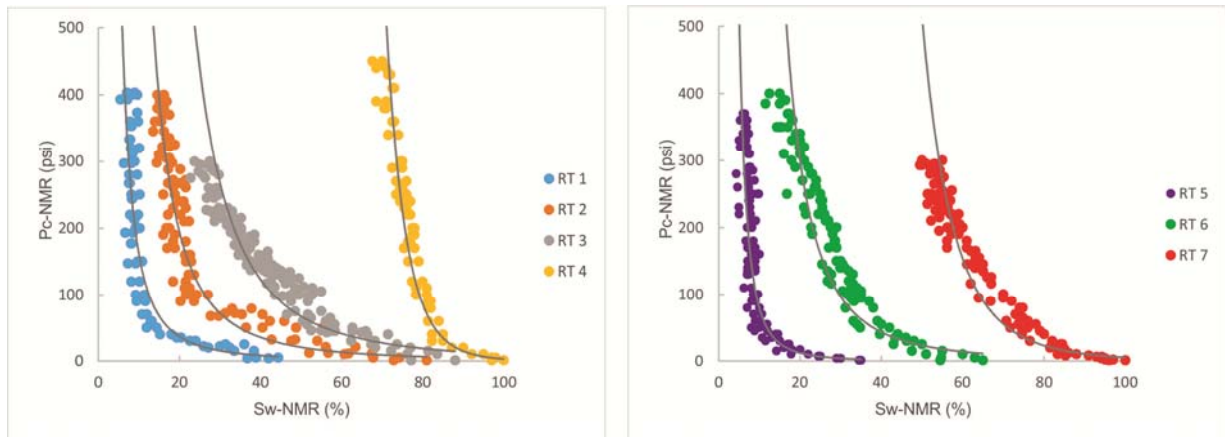 500
400
300
200
100
0
Pc-NMR (psi)
0 20 40 60 80 100
Sw-NMR (%)
RT 1
RT 2
RT 3
RT 4
500
400
300
200
100
0
Pc-NMR (psi)
0 20 40 60 80 100
Sw-NMR (%)
RT 5
RT 6
RT 7